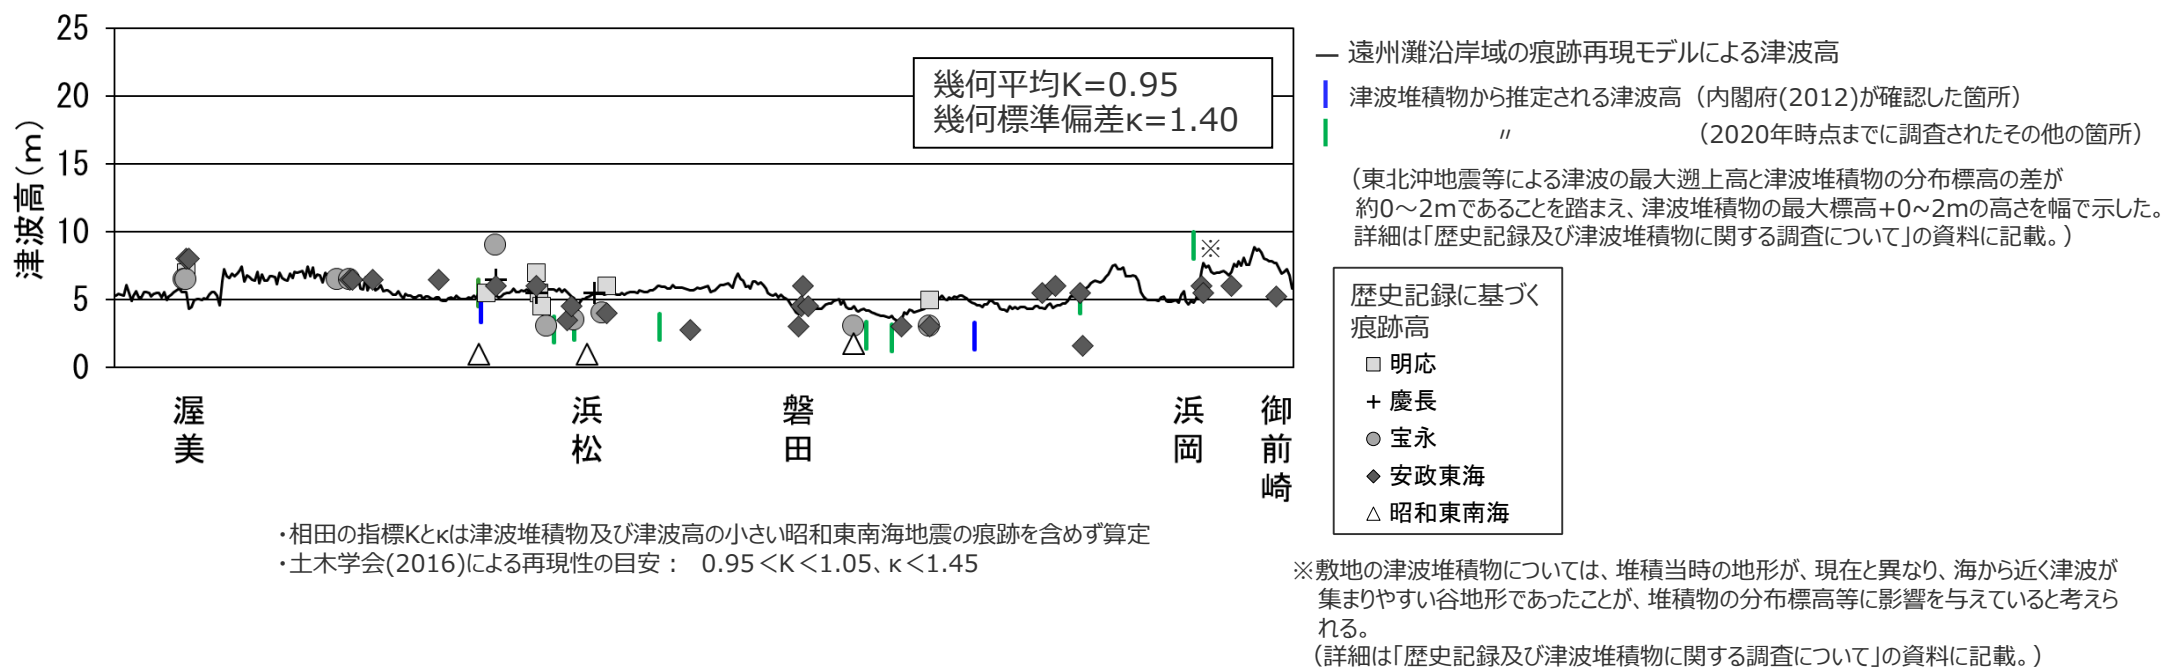 津波高(m)
25
20
15
10
5
0
幾何平均K=0.95
幾何標準偏差κ=1.40
渥美
浜松
磐田
浜岡
御前崎
― 遠州灘沿岸域の痕跡再現モデルによる津波高
津波堆積物から推定される津波高(内閣府(2012)が確認した箇所)
〃 (2020年時点までに調査されたその他の箇所)
(東北沖地震等による津波の最大遡上高と津波堆積物の分布標高の差が
約0~2mであることを踏まえ、津波堆積物の最大標高+0~2mの高さを幅で示した。
詳細は「歴史記録及び津波堆積物に関する調査について」の資料に記載。)
※
歴史記録に基づく
痕跡高
□ 明応
+ 慶長
● 宝永
◆ 安政東海
△ 昭和東南海
・相田の指標Kとκは津波堆積物及び津波高の小さい昭和東南海地震の痕跡を含めず算定
・土木学会(2016)による再現性の目安: 0.95<K<1.05、κ<1.45
※敷地の津波堆積物については、堆積当時の地形が、現在と異なり、海から近く津波が
集まりやすい谷地形であったことが、堆積物の分布標高等に影響を与えていると考えら
れる。
(詳細は「歴史記録及び津波堆積物に関する調査について」の資料に記載。)